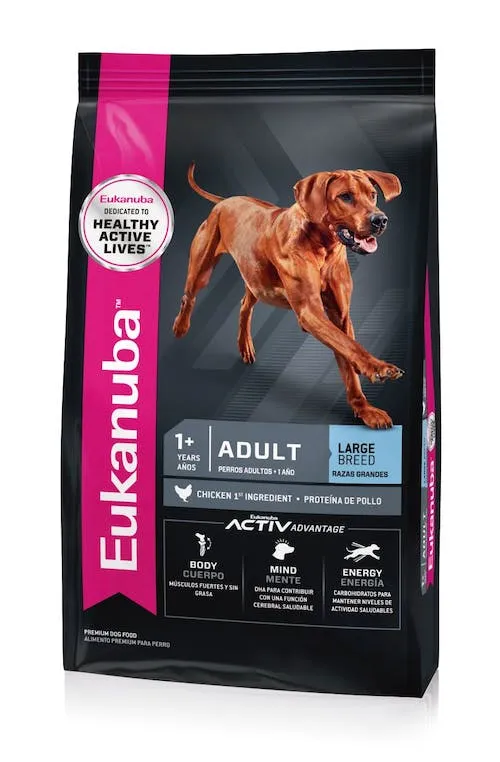 Eukanuba
DEDICATED TO
HEALTHY
ACTIVE
LIVES™
Eukanuba™
1+
YEARS
AÑOS
ADULT
PERROS ADULTOS + 1 AÑO
LARGE
BREED
RAZAS GRANDES
CHICKEN 1ST INGREDIENT • PROTEÍNA DE POLLO
Eukanuba
ACTIVADVANTAGE
BODY
CUERPO
MÚSCULOS FUERTES Y SIN
GRASA
MIND
MENTE
DHA PARA CONTRIBUIR
CON UNA FUNCIÓN
CEREBRAL SALUDABLE
ENERGY
ENERGÍA
CARBOHIDRATOS PARA
MANTENER NIVELES DE
ACTIVIDAD SALUDABLES
PREMIUM DOG FOOD
ALIMENTO PREMIUM PARA PERRO
Eukanuba
ADULT